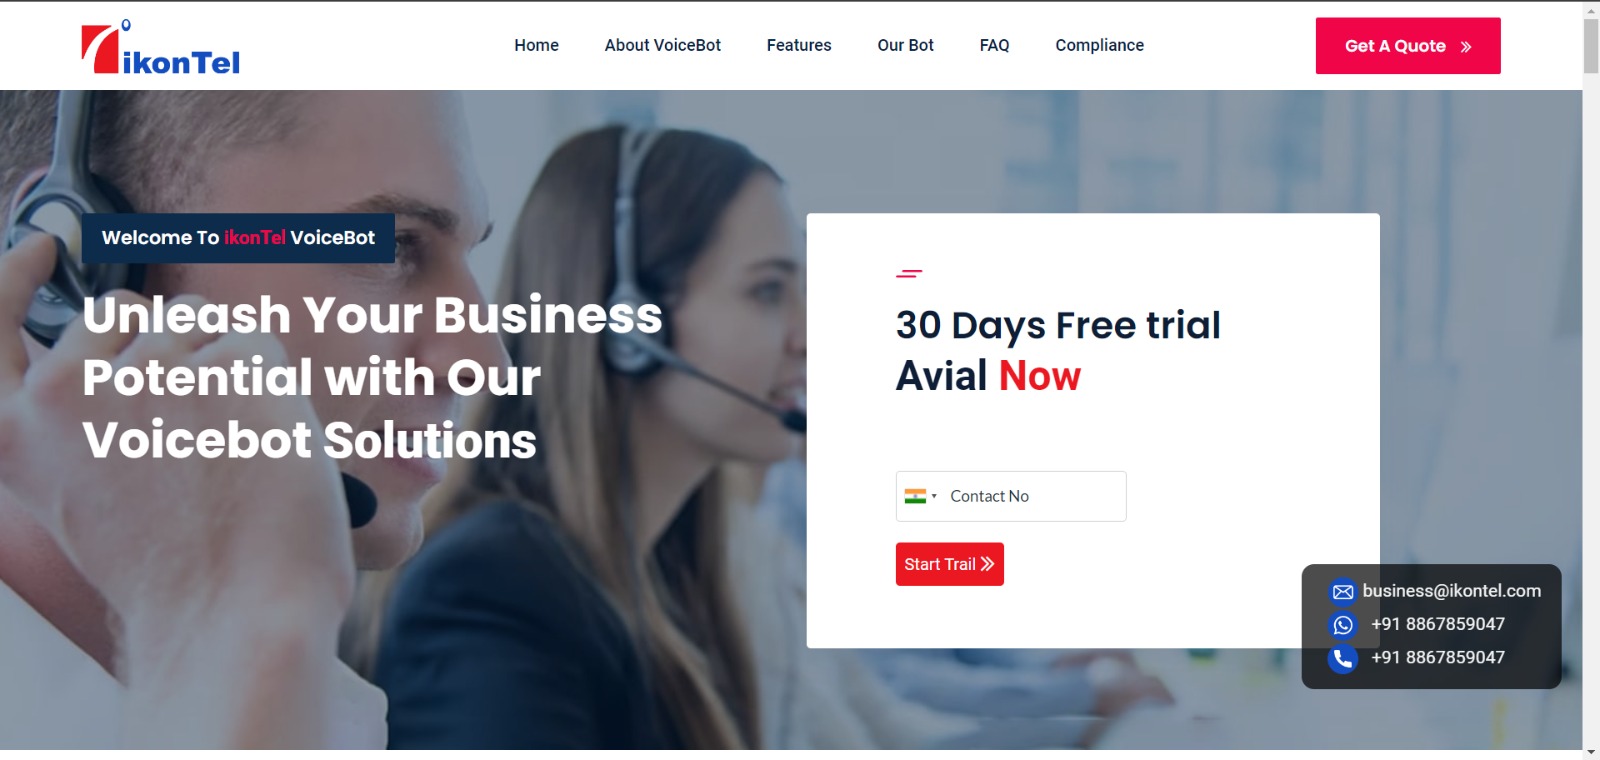 ikonTel
Home About VoiceBot Features Our Bot FAQ Compliance
Get A Quote
Welcome To ikonTel VoiceBot
Unleash Your Business
Potential with Our
Voicebot Solutions
30 Days Free trial
Avial Now
Contact No
Start Trail
business@ikontel.com
+91 8867859047
+91 8867859047